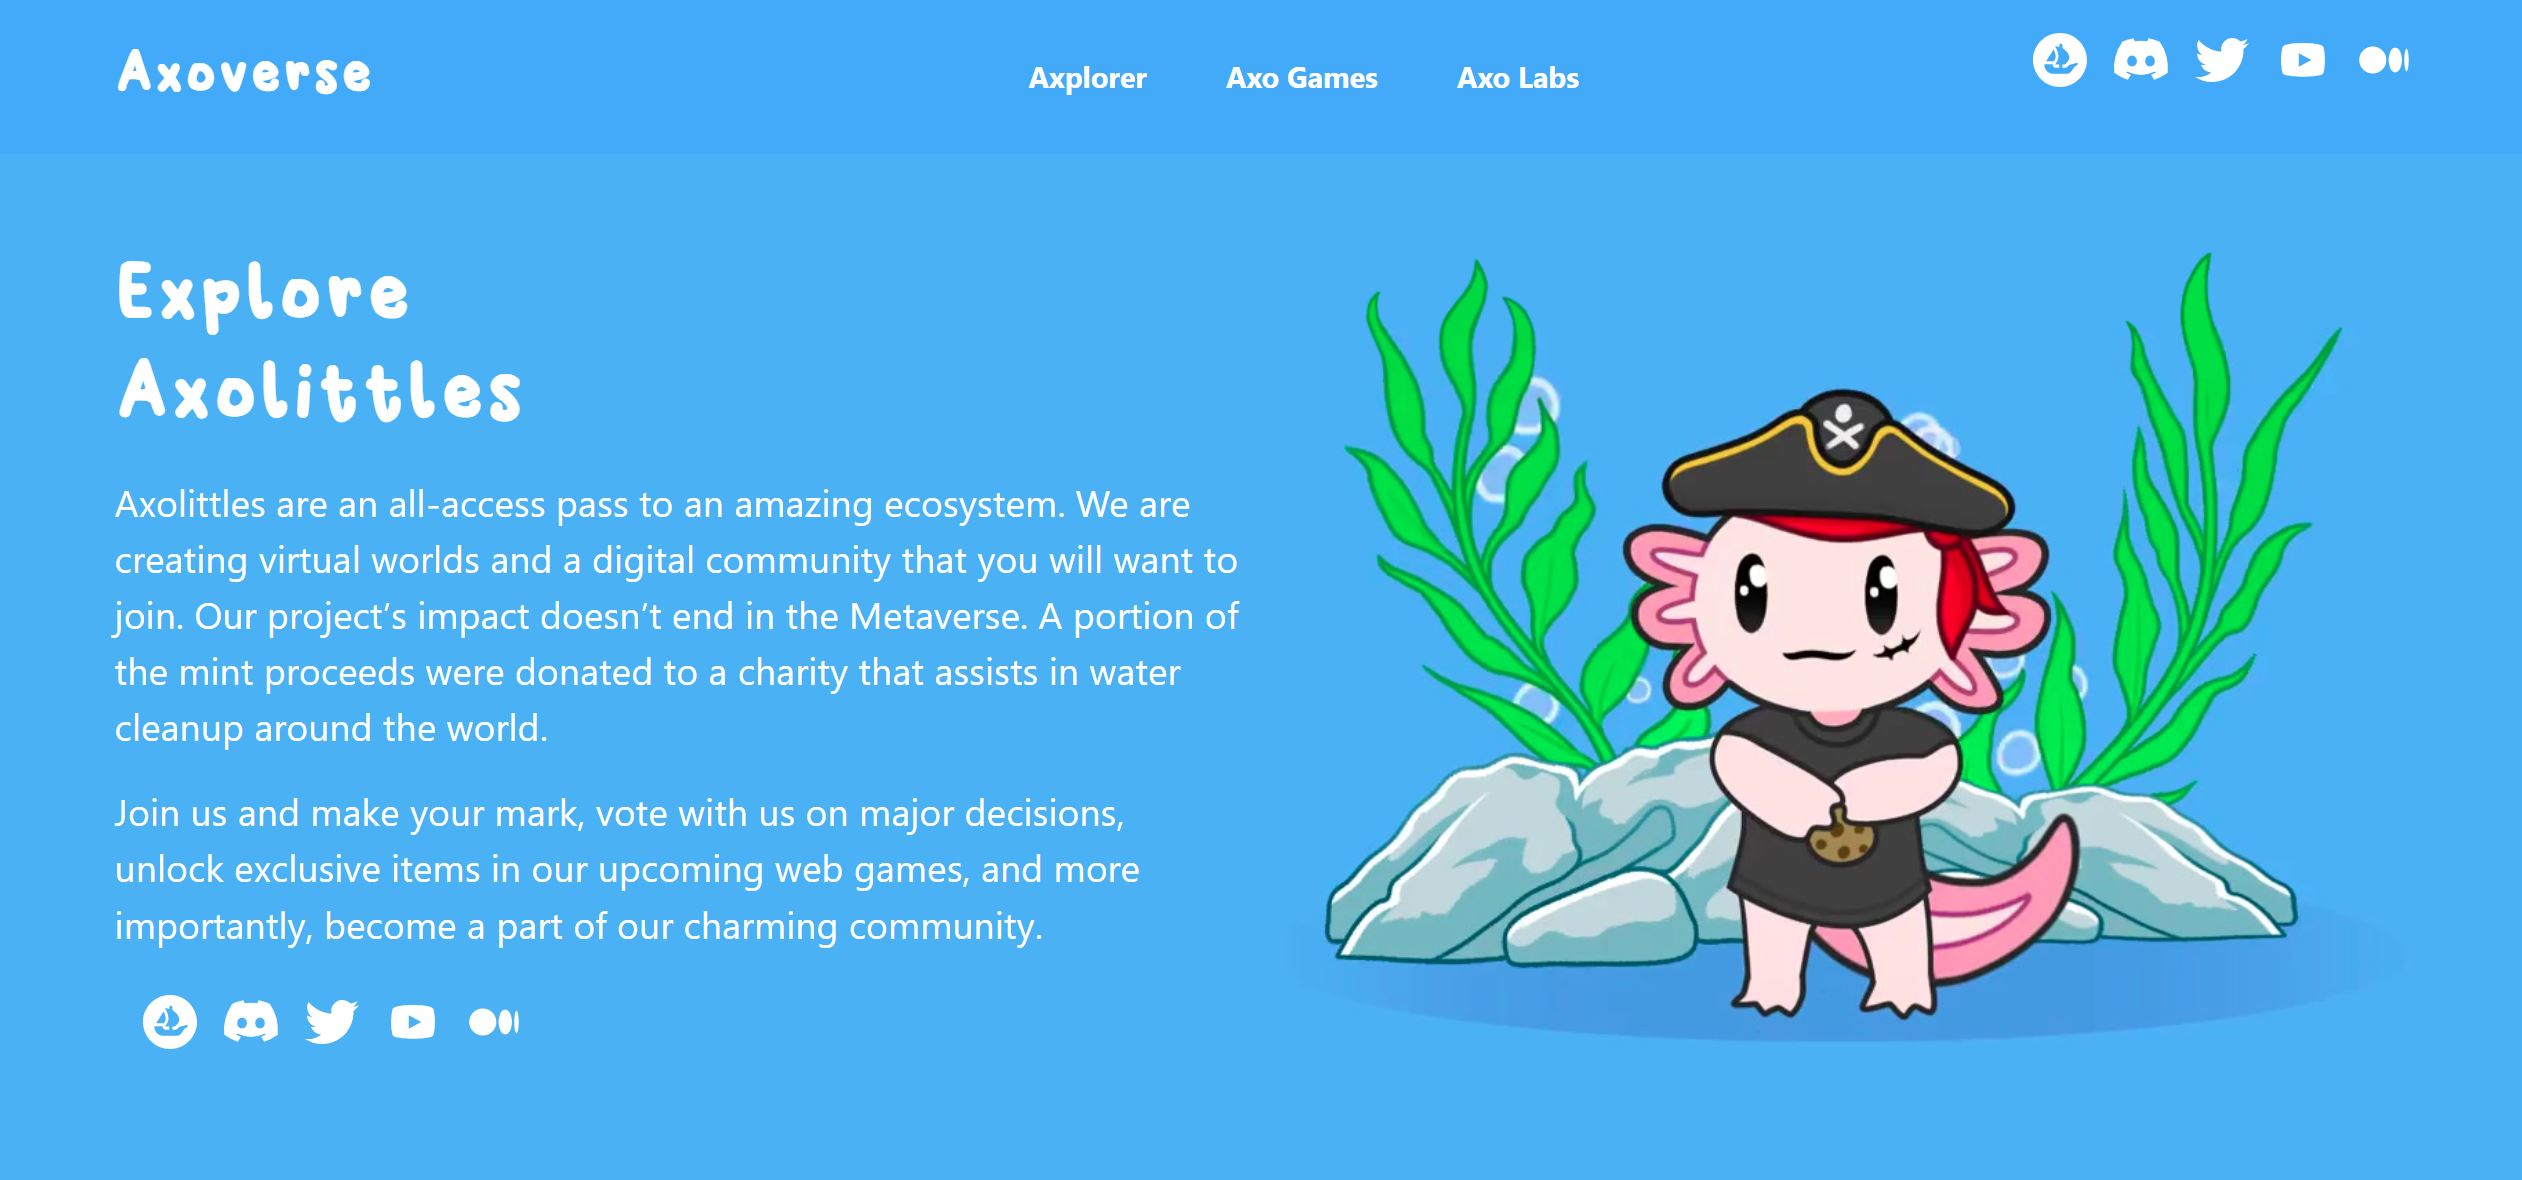 Axoverse
Axplorer
Axo Games
Axo Labs
Explore
Axolittles
Axolittles are an all-access pass to an amazing ecosystem. We are
creating virtual worlds and a digital community that you will want to
join. Our project’s impact doesn’t end in the Metaverse. A portion of
the mint proceeds were donated to a charity that assists in water
cleanup around the world.
Join us and make your mark, vote with us on major decisions,
unlock exclusive items in our upcoming web games, and more
importantly, become a part of our charming community.